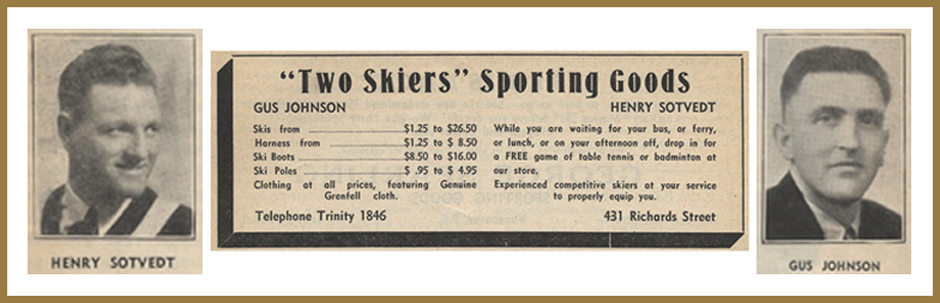 HENRY SOTVEDT
"Two Skiers" Sporting Goods
GUS JOHNSON HENRY SOTVEDT
Skis from ........................ $1.25 to $26.50
Harness from ........................ $1.25 to $ 8.50
Ski Boots ........................ $8.50 to $16.00
Ski Poles ........................ $ .95 to $ 4.95
Clothing at all prices, featuring Genuine
Grenfell cloth.
While you are waiting for your bus, or ferry,
or lunch, or on your afternoon off, drop in for
a FREE game of table tennis or badminton at
our store.
Experienced competitive skiers at your service
to properly equip you.
Telephone Trinity 1846 431 Richards Street
GUS JOHNSON